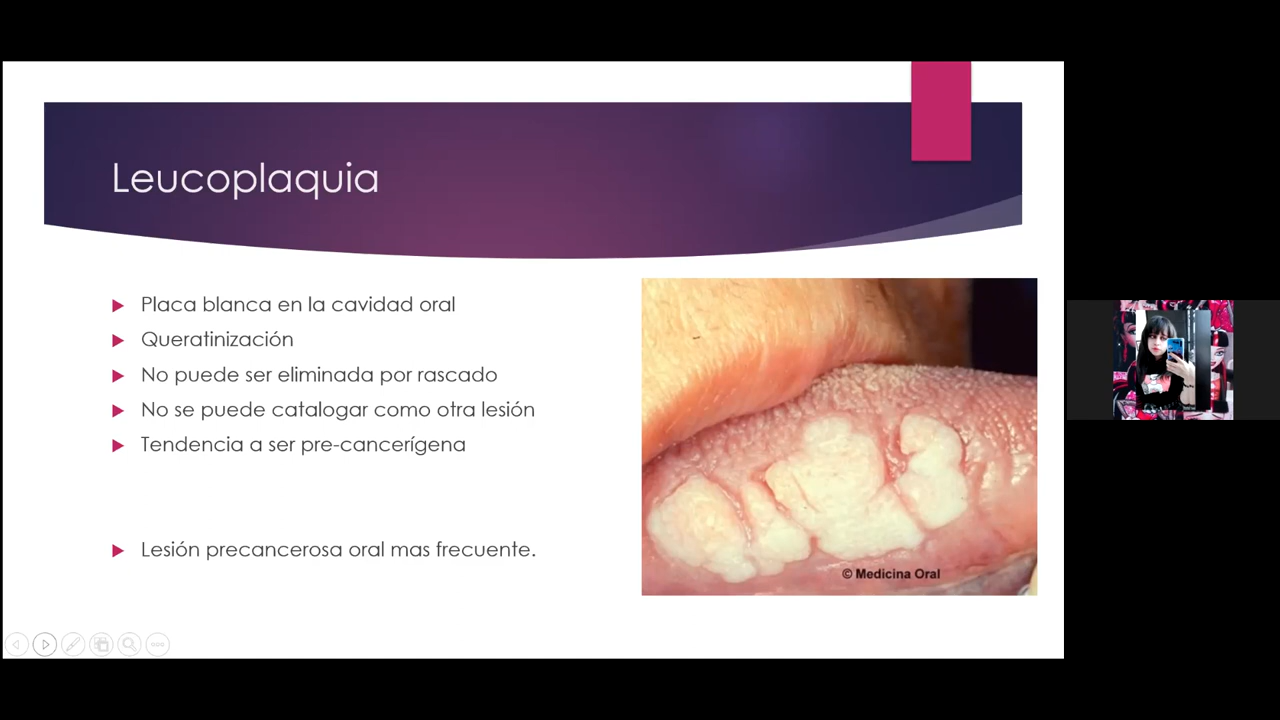 Leucoplaquia
Placa blanca en la cavidad oral
Queratinización
No puede ser eliminada por rascado
No se puede catalogar como otra lesión
Tendencia a ser pre-cancerígena
Lesión precancerosa oral mas frecuente.
© Medicina Oral